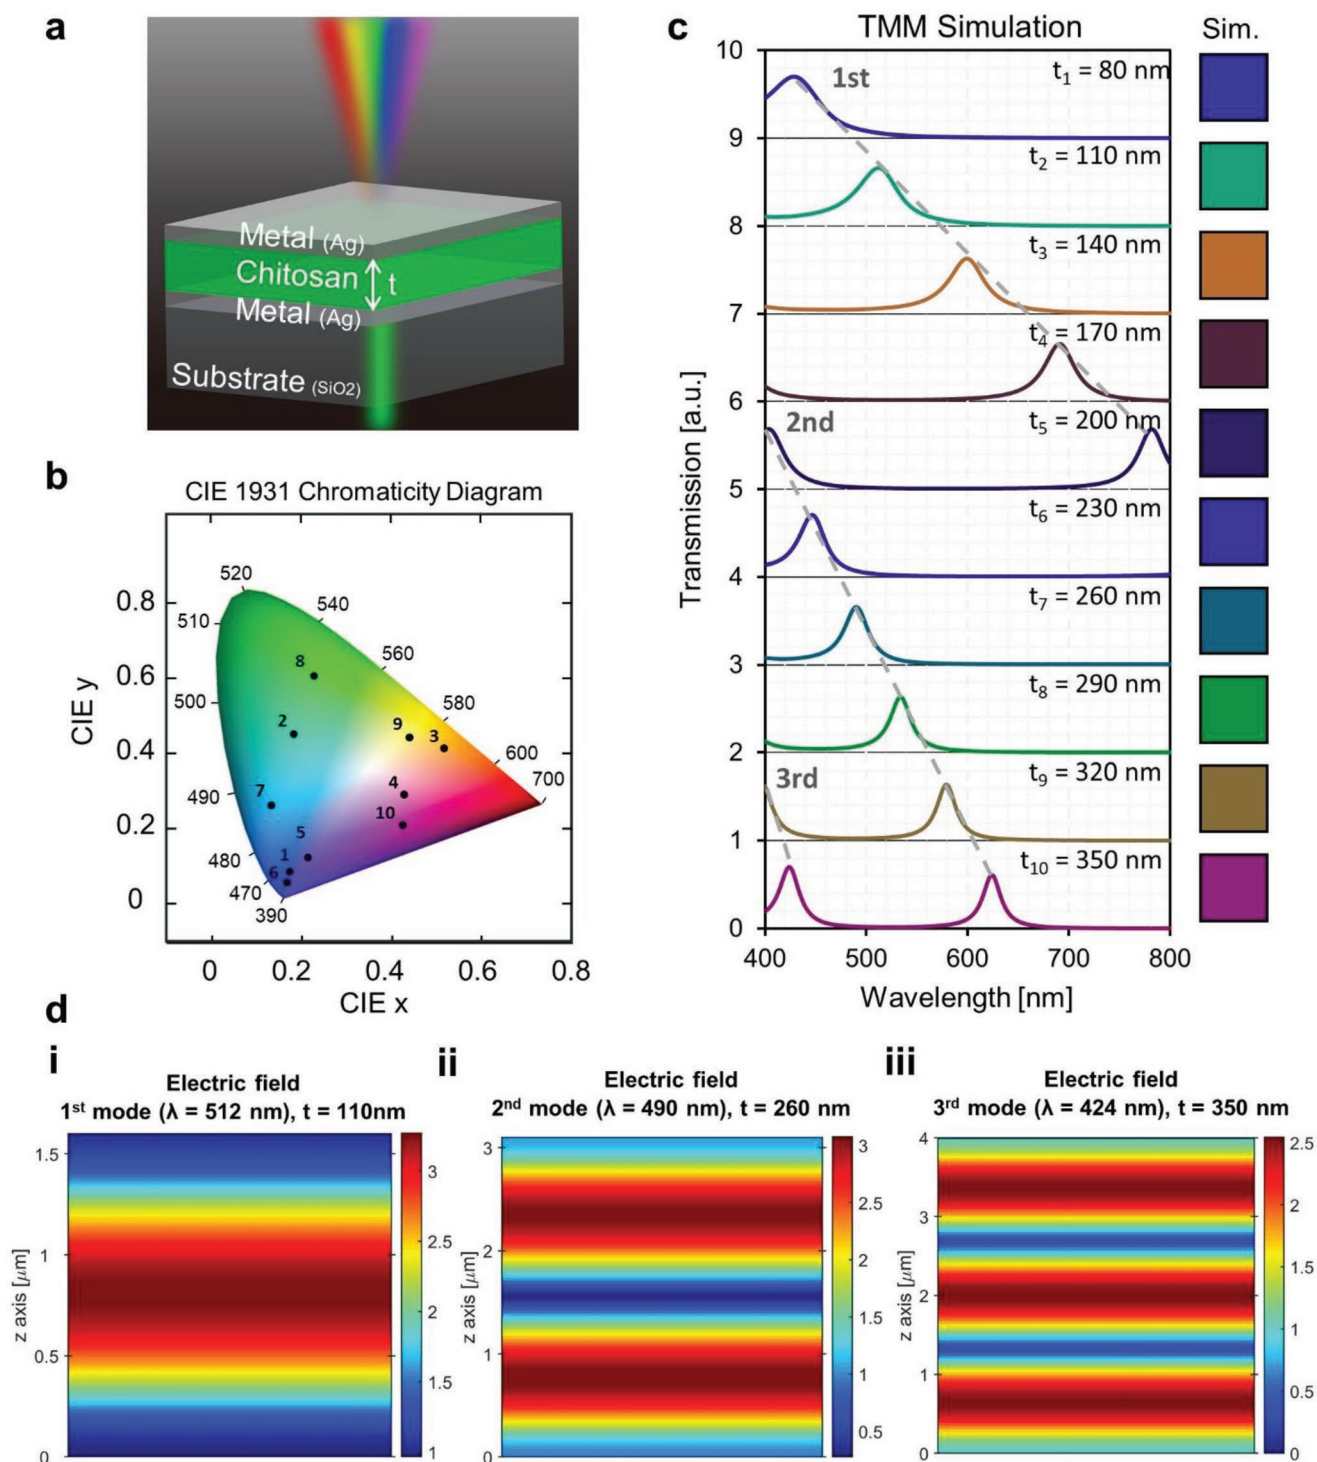 a
Metal (Ag)
Chitosan
t
Metal (Ag)
Substrate (SiO2)
b
CIE 1931 Chromaticity Diagram
CIE y
0.8
0.6
0.4
0.2
0
520
510
540
560
8
500
2
9
3
580
600
700
490
7
4
10
5
480
1
6
470
390
0
0.2
0.4
0.6
0.8
CIE x
c
TMM Simulation
Sim.
Transmission [a.u.]
10
9
8
7
6
5
4
3
2
1
0
1st
t1 = 80 nm
t2 = 110 nm
t3 = 140 nm
t4 = 170 nm
2nd
t5 = 200 nm
t6 = 230 nm
t7 = 260 nm
t8 = 290 nm
3rd
t9 = 320 nm
t10 = 350 nm
400
500
600
700
800
Wavelength [nm]
d
i
Electric field
1st mode (λ = 512 nm), t = 110nm
z axis [μm]
1.5
1
0.5
0
3
2.5
2
1.5
1
ii
Electric field
2nd mode (λ = 490 nm), t = 260 nm
z axis [μm]
3
2
1
0
3
2.5
2
1.5
1
0.5
iii
Electric field
3rd mode (λ = 424 nm), t = 350 nm
z axis [μm]
4
3
2
1
0
2.5
2
1.5
1
0.5
0